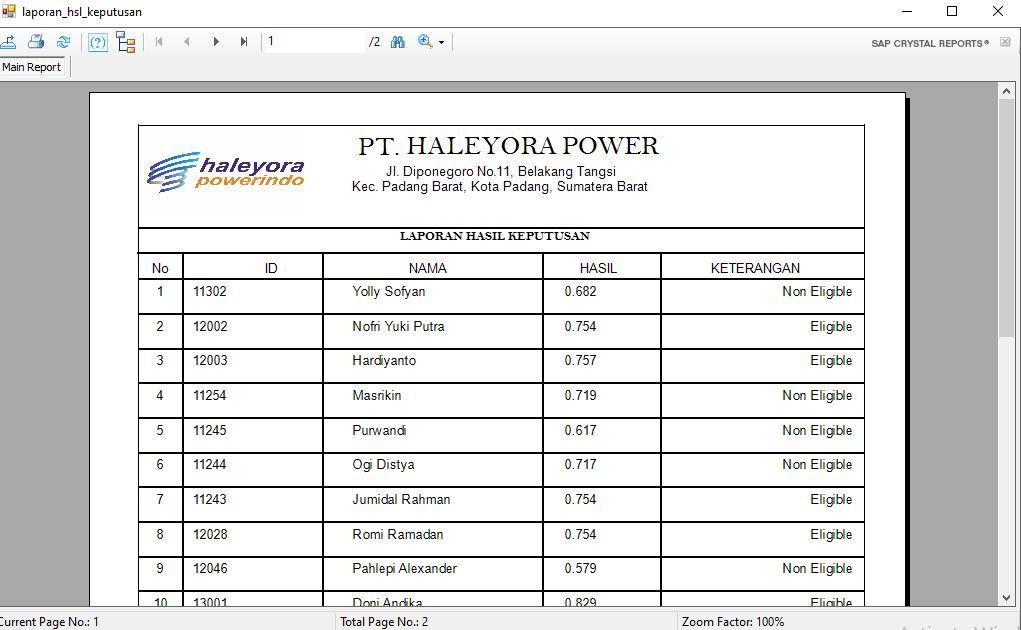 laporan_hsl_keputusan
1 /2
SAP CRYSTAL REPORTS®
Main Report
haleyora
powerindo
PT. HALEYORA POWER
Jl. Diponegoro No.11, Belakang Tangsi
Kec. Padang Barat, Kota Padang, Sumatera Barat
LAPORAN HASIL KEPUTUSAN
No ID NAMA HASIL KETERANGAN
1 11302 Yolly Sofyan 0.682 Non Eligible
2 12002 Nofri Yuki Putra 0.754 Eligible
3 12003 Hardiyanto 0.757 Eligible
4 11254 Masrikin 0.719 Non Eligible
5 11245 Purwandi 0.617 Non Eligible
6 11244 Ogi Distya 0.717 Non Eligible
7 11243 Jumidal Rahman 0.754 Eligible
8 12028 Romi Ramadan 0.754 Eligible
9 12046 Pahlepi Alexander 0.579 Non Eligible
10 13001 Doni Andika 0.829 Eligible
Current Page No.: 1 Total Page No.: 2 Zoom Factor: 100%